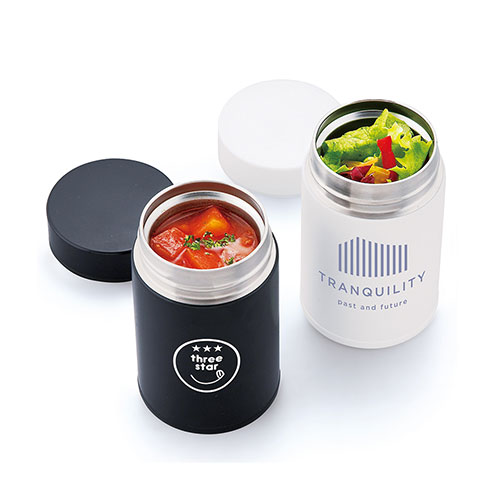 ★★★
three
star
TRANQUILITY
past and future